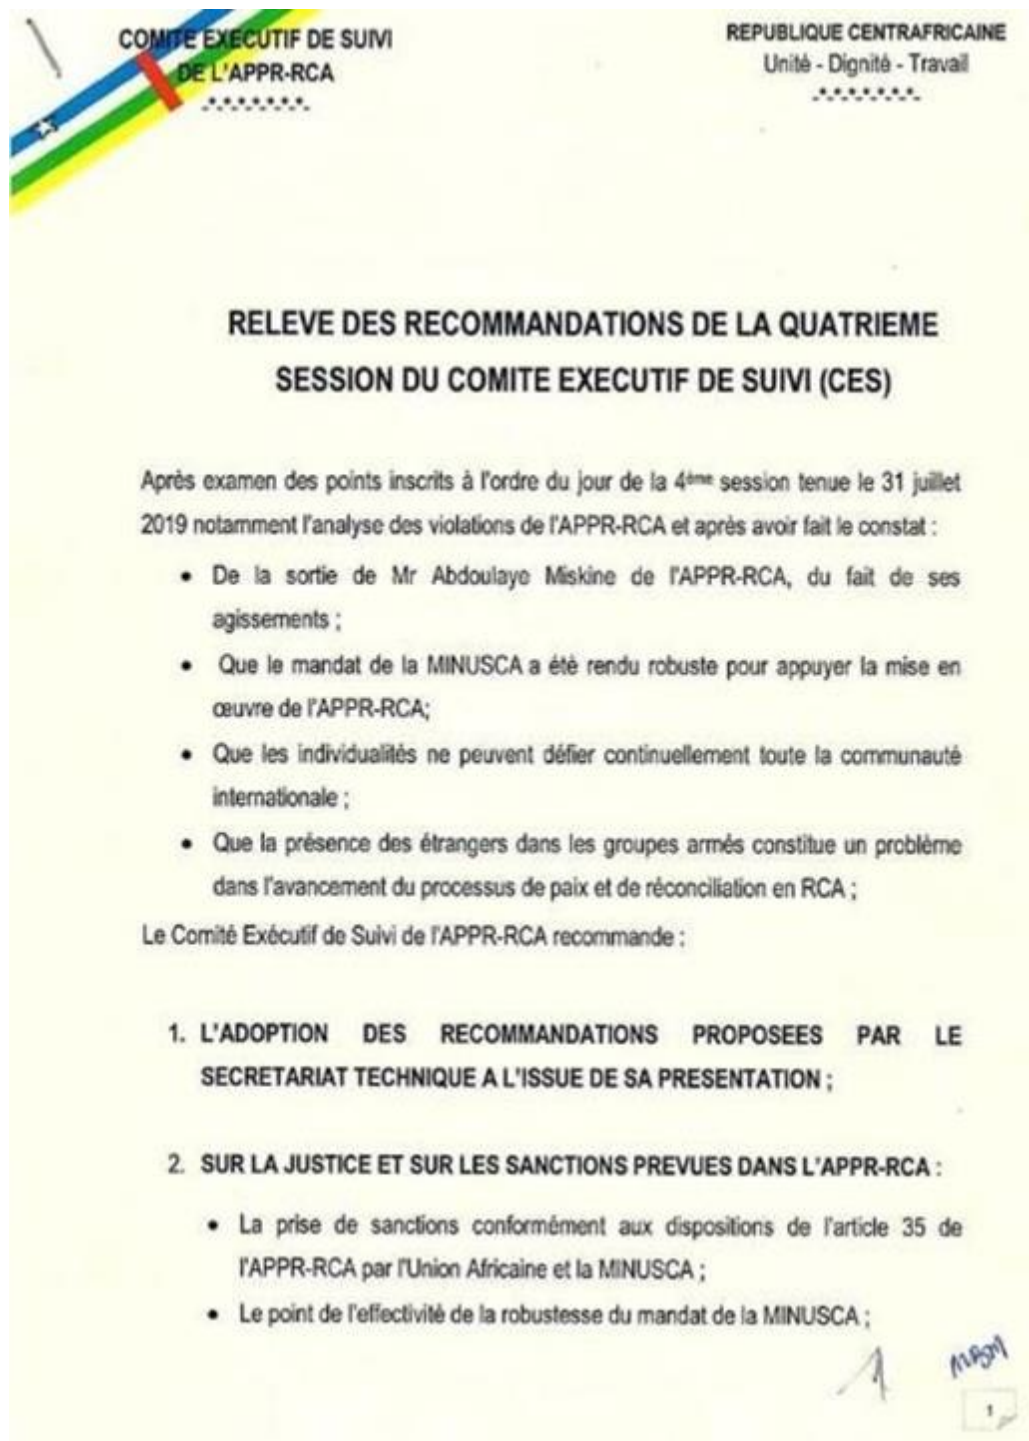 COMITE EXECUTIF DE SUIVI
DE L'APPR-RCA
REPUBLIQUE CENTRAFRICAINE
Unité - Dignité - Travail
RELEVE DES RECOMMANDATIONS DE LA QUATRIEME
SESSION DU COMITE EXECUTIF DE SUIVI (CES)
Après examen des points inscrits à l'ordre du jour de la 4ème session tenue le 31 juillet
2019 notamment l'analyse des violations de l'APPR-RCA et après avoir fait le constat :
• De la sortie de Mr Abdoulaye Miskine de l'APPR-RCA, du fait de ses
agissements ;
• Que le mandat de la MINUSCA a été rendu robuste pour appuyer la mise en
œuvre de l'APPR-RCA;
• Que les individualités ne peuvent défier continuellement toute la communauté
internationale ;
• Que la présence des étrangers dans les groupes armés constitue un problème
dans l'avancement du processus de paix et de réconciliation en RCA ;
Le Comité Exécutif de Suivi de l'APPR-RCA recommande :
1. L'ADOPTION DES RECOMMANDATIONS PROPOSEES PAR LE
SECRETARIAT TECHNIQUE A L'ISSUE DE SA PRESENTATION ;
2. SUR LA JUSTICE ET SUR LES SANCTIONS PREVUES DANS L'APPR-RCA :
• La prise de sanctions conformément aux dispositions de l'article 35 de
l'APPR-RCA par l'Union Africaine et la MINUSCA ;
• Le point de l'effectivité de la robustesse du mandat de la MINUSCA ;
1